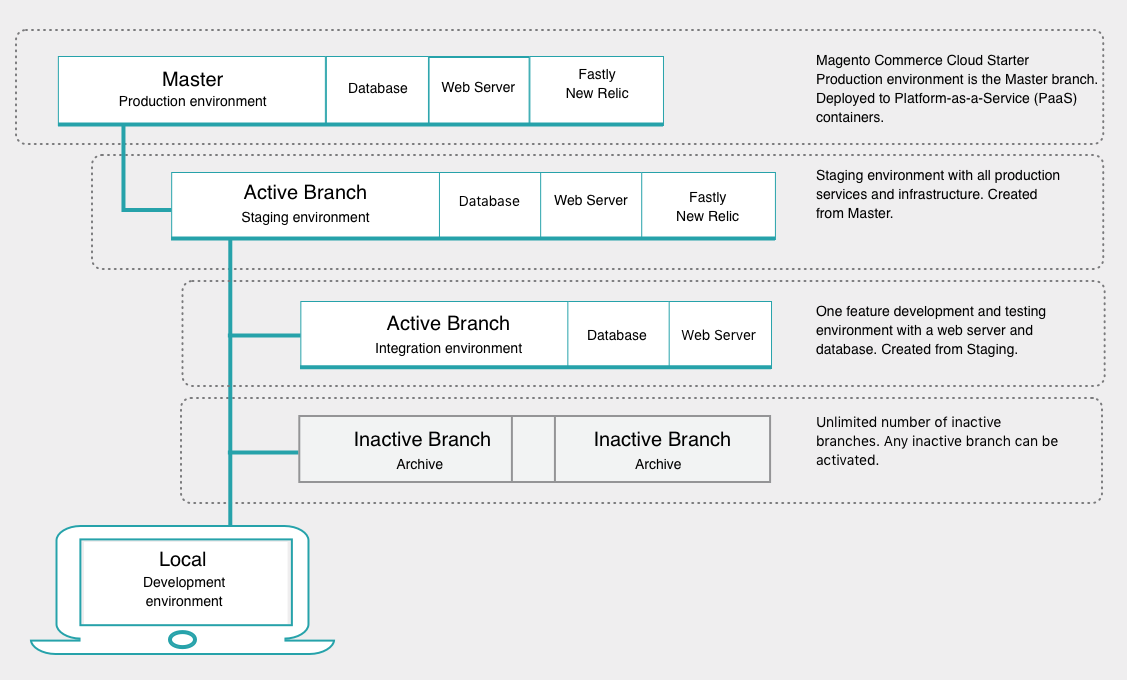 Master
Production environment
Database
Web Server
Fastly
New Relic
Magento Commerce Cloud Starter
Production environment is the Master branch.
Deployed to Platform-as-a-Service (PaaS)
containers.
Active Branch
Staging environment
Database
Web Server
Fastly
New Relic
Staging environment with all production
services and infrastructure. Created
from Master.
Active Branch
Integration environment
Database
Web Server
One feature development and testing
environment with a web server and
database. Created from Staging.
Inactive Branch
Archive
Inactive Branch
Archive
Unlimited number of inactive
branches. Any inactive branch can be
activated.
Local
Development
environment